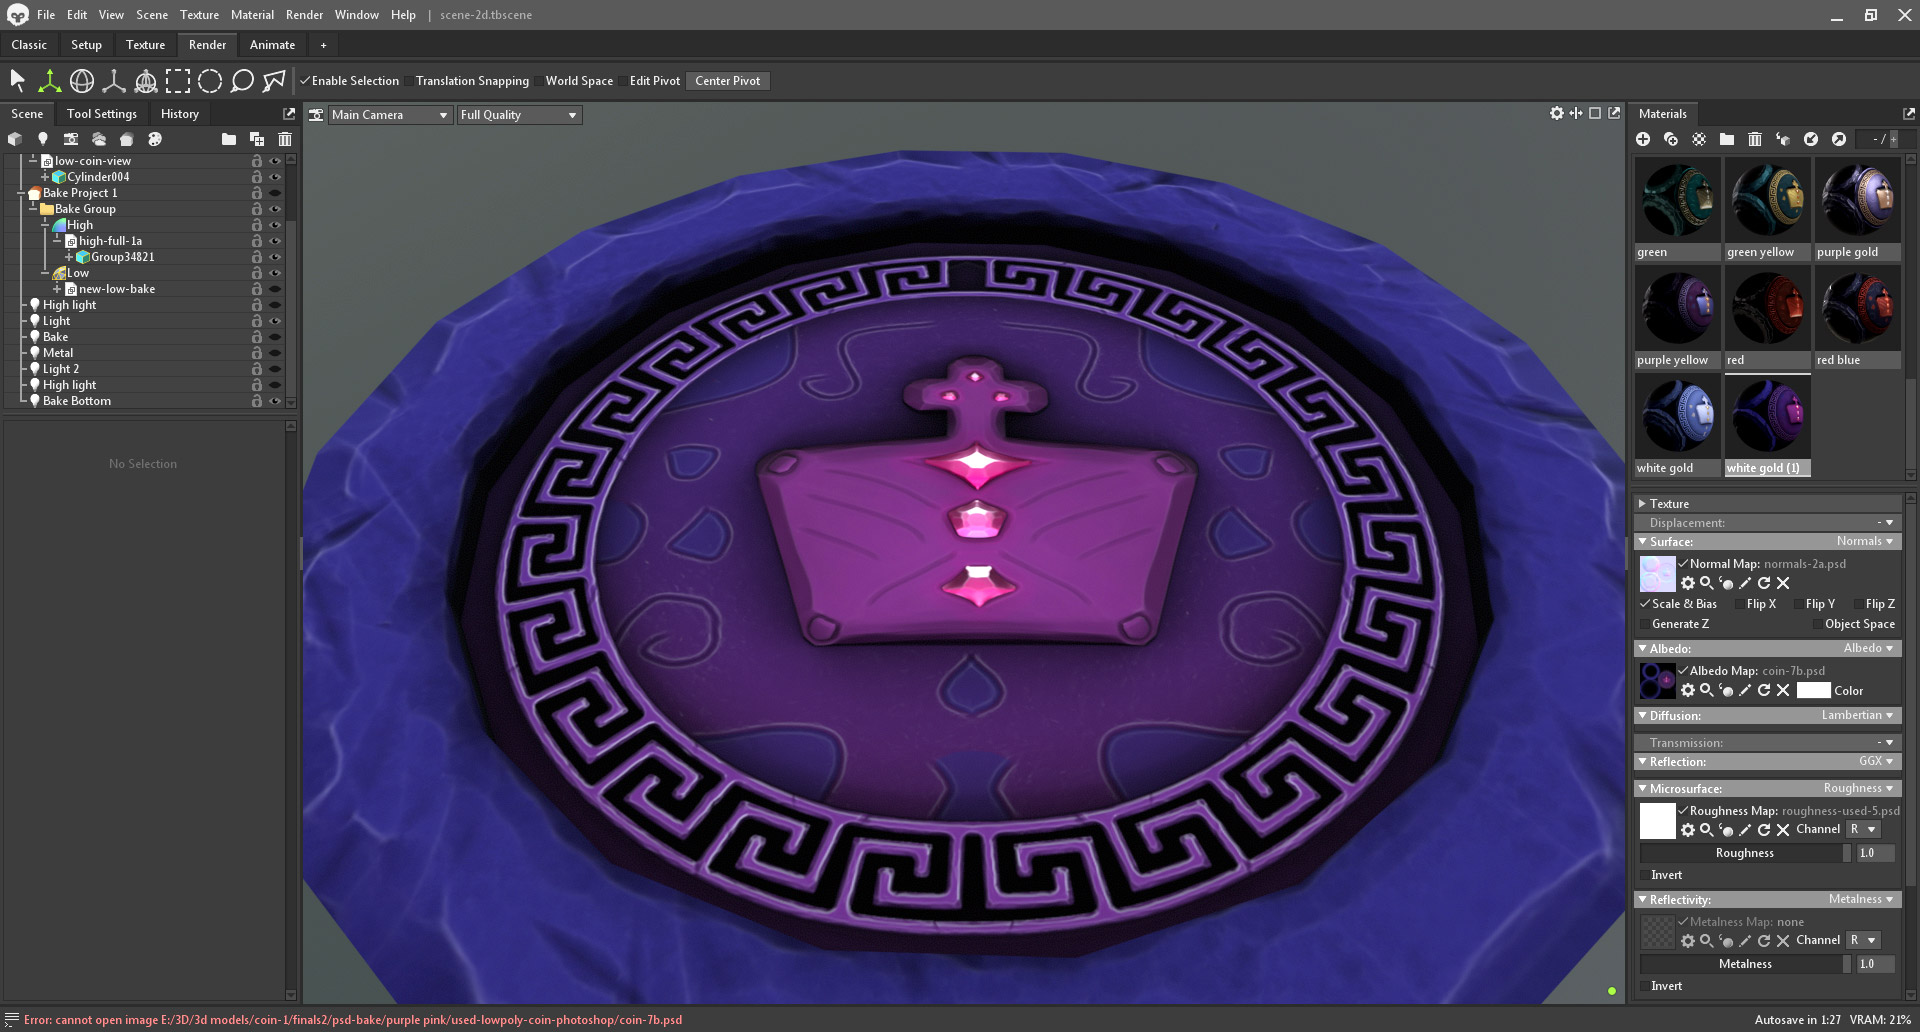 File Edit View Scene Texture Material Render Window Help | scene-2d.tbscene
Classic Setup Texture Render Animate +
Enable Selection Translation Snapping World Space Edit Pivot Center Pivot
Scene Tool Settings History
low-coin-view
Cylinder004
Bake Project 1
Bake Group
High
high-full-1a
Group34821
Low
new-low-bake
High light
Light
Bake
Metal
Light 2
High light
Bake Bottom
No Selection
Main Camera Full Quality
Materials
- /
green green yellow purple gold
purple yellow red red blue
white gold white gold (1)
Texture
Displacement: -
Surface: Normals
Normal Map: normals-2a.psd
Scale & Bias Flip X Flip Y Flip Z
Generate Z Object Space
Albedo: Albedo
Albedo Map: coin-7b.psd
Color
Diffusion: Lambertian
Transmission: -
Reflection: GGX
Microsurface: Roughness
Roughness Map: roughness-used-5.psd
Channel R
Roughness 1.0
Invert
Reflectivity: Metalness
Metalness Map: none
Channel R
Metalness 1.0
Invert
Error: cannot open image E:/3D/3d models/coin-1/finals2/psd-bake/purple pink/used-lowpoly-coin-photoshop/coin-7b.psd
Autosave in 1:27 VRAM: 21%